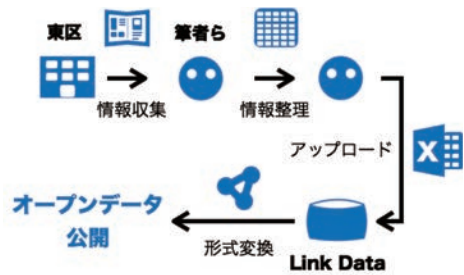 東区
筆者ら
情報収集
情報整理
アップロード
X
オープンデータ
公開
形式変換
Link Data